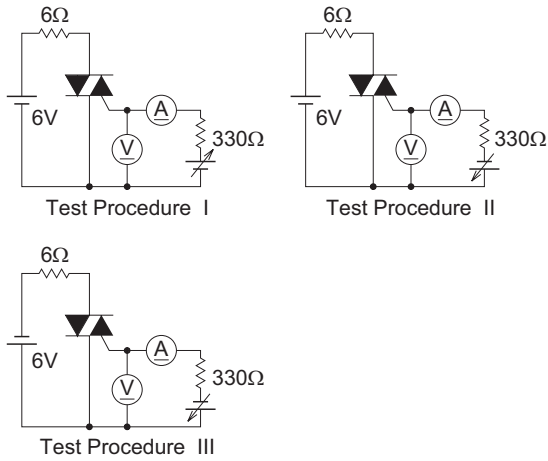 6Ω
6V
A
V
330Ω
Test Procedure I
6Ω
6V
A
V
330Ω
Test Procedure II
6Ω
6V
A
V
330Ω
Test Procedure III